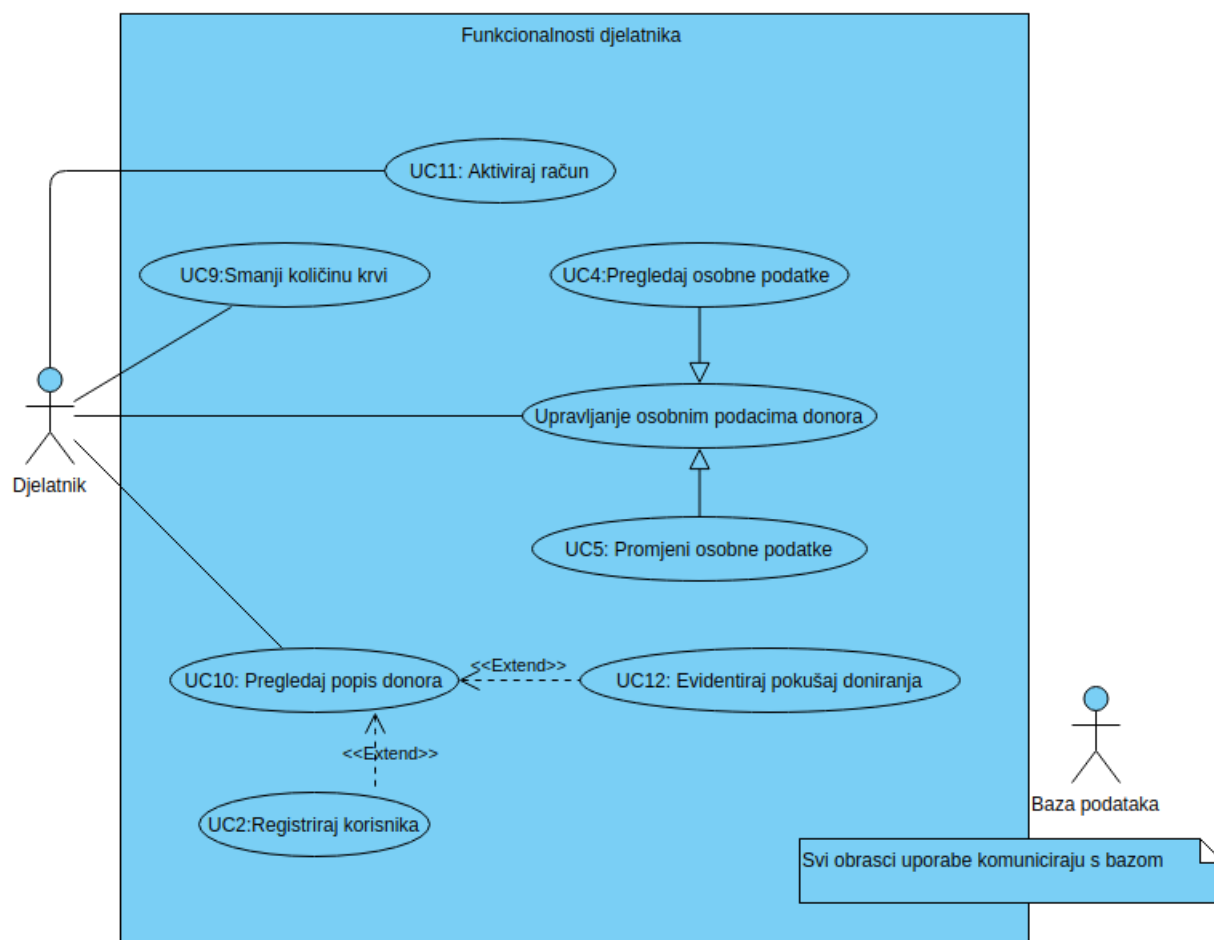 Funkcionalnosti djelatnika
UC11: Aktiviraj račun
UC9:Smanji količinu krvi
UC4:Pregledaj osobne podatke
Upravljanje osobnim podacima donora
Djelatnik
UC5: Promjeni osobne podatke
<<Extend>>
UC10: Pregledaj popis donora
UC12: Evidentiraj pokušaj doniranja
<<Extend>>
UC2:Registriraj korisnika
Baza podataka
Svi obrasci uporabe komuniciraju s bazom